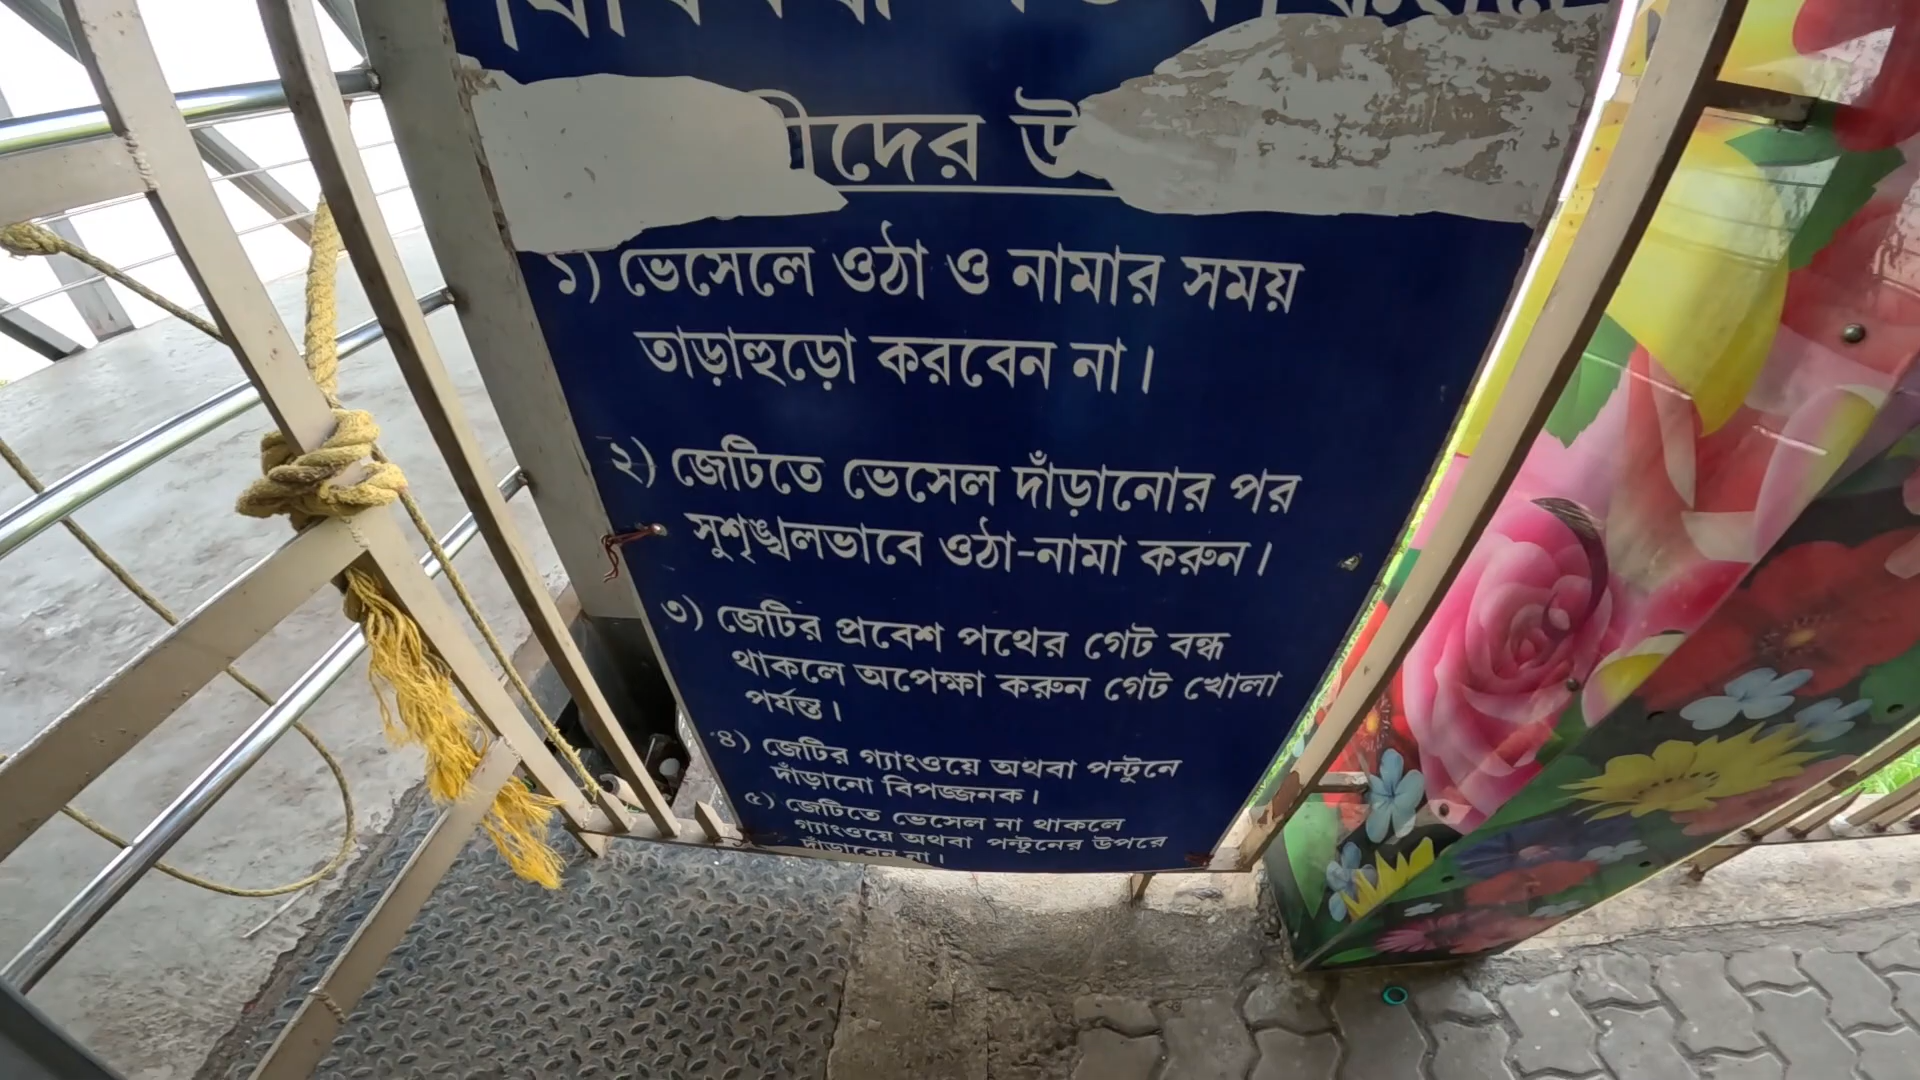 ১) ভেসেলে ওঠা ও নামার সময়
তাড়াহুড়ো করবেন না।
২) জেটিতে ভেসেল দাঁড়ানোর পর
সুশৃঙ্খলভাবে ওঠা-নামা করুন।
৩) জেটির প্রবেশ পথের গেট বন্ধ
থাকলে অপেক্ষা করুন গেট খোলা
পর্যন্ত।
৪) জেটির গ্যাংওয়ে অথবা পন্টুনে
দাঁড়ানো বিপজ্জনক।
৫) জেটিতে ভেসেল না থাকলে
গ্যাংওয়ে অথবা পন্টুনের উপরে
দাঁড়াবেন না।